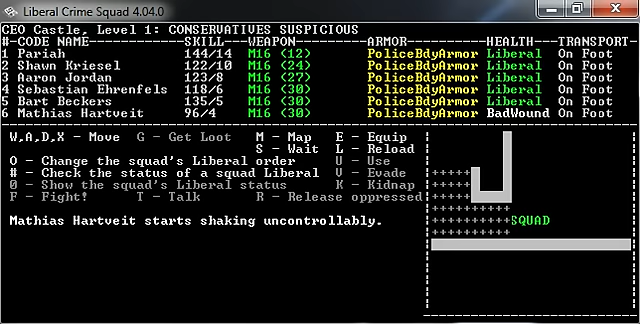 Liberal Crime Squad 4.04.0
CEO Castle, Level 1: CONSERVATIVES SUSPICIOUS
#-CODE NAME------------SKILL---WEAPON---------ARMOR---------HEALTH---TRANSPORT-
1 Pariah 144/14 M16 (12) PoliceBdyArmor Liberal On Foot
2 Shawn Kriesel 122/10 M16 (24) PoliceBdyArmor Liberal On Foot
3 Aaron Jordan 123/8 M16 (27) PoliceBdyArmor Liberal On Foot
4 Sebastian Ehrenfels 118/6 M16 (30) PoliceBdyArmor Liberal On Foot
5 Bart Beckers 135/5 M16 (30) PoliceBdyArmor Liberal On Foot
6 Mathias Hartveit 96/4 M16 (30) PoliceBdyArmor BadWound On Foot
W,A,D,X - Move G - Get Loot M - Map E - Equip
S - Wait L - Reload
O - Change the squad's Liberal order U - Use
# - Check the status of a squad Liberal V - Evade
0 - Show the squad's Liberal status K - Kidnap
F - Fight! T - Talk R - Release oppressed
Mathias Hartveit starts shaking uncontrollably.
SQUAD